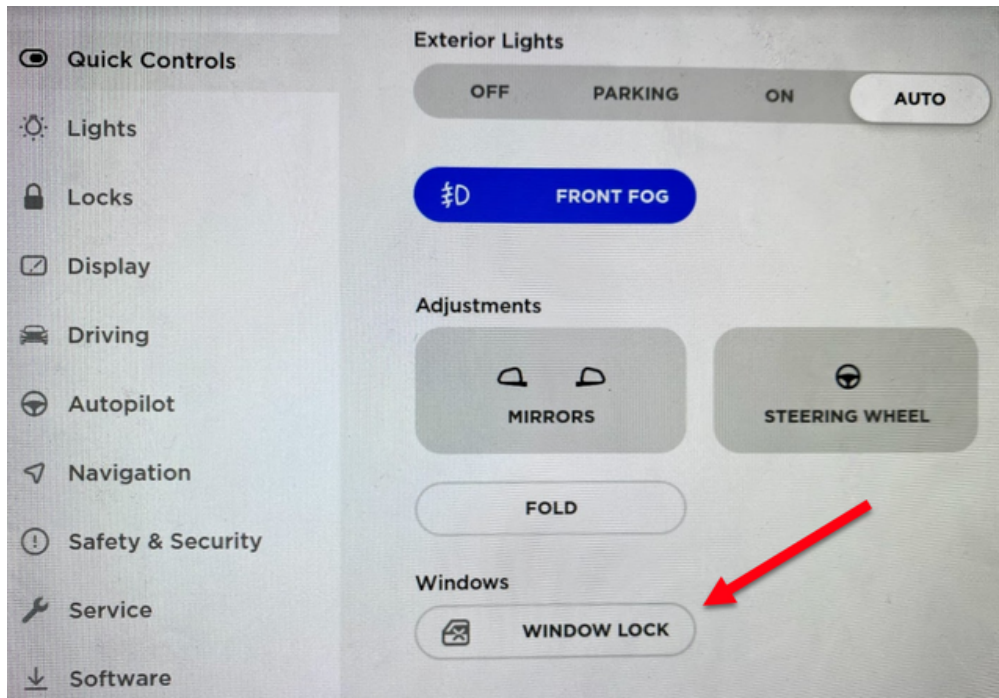 Quick Controls
Lights
Locks
Display
Driving
Autopilot
Navigation
Safety & Security
Service
Software
Exterior Lights
OFF PARKING ON AUTO
FRONT FOG
Adjustments
MIRRORS STEERING WHEEL
FOLD
Windows
WINDOW LOCK